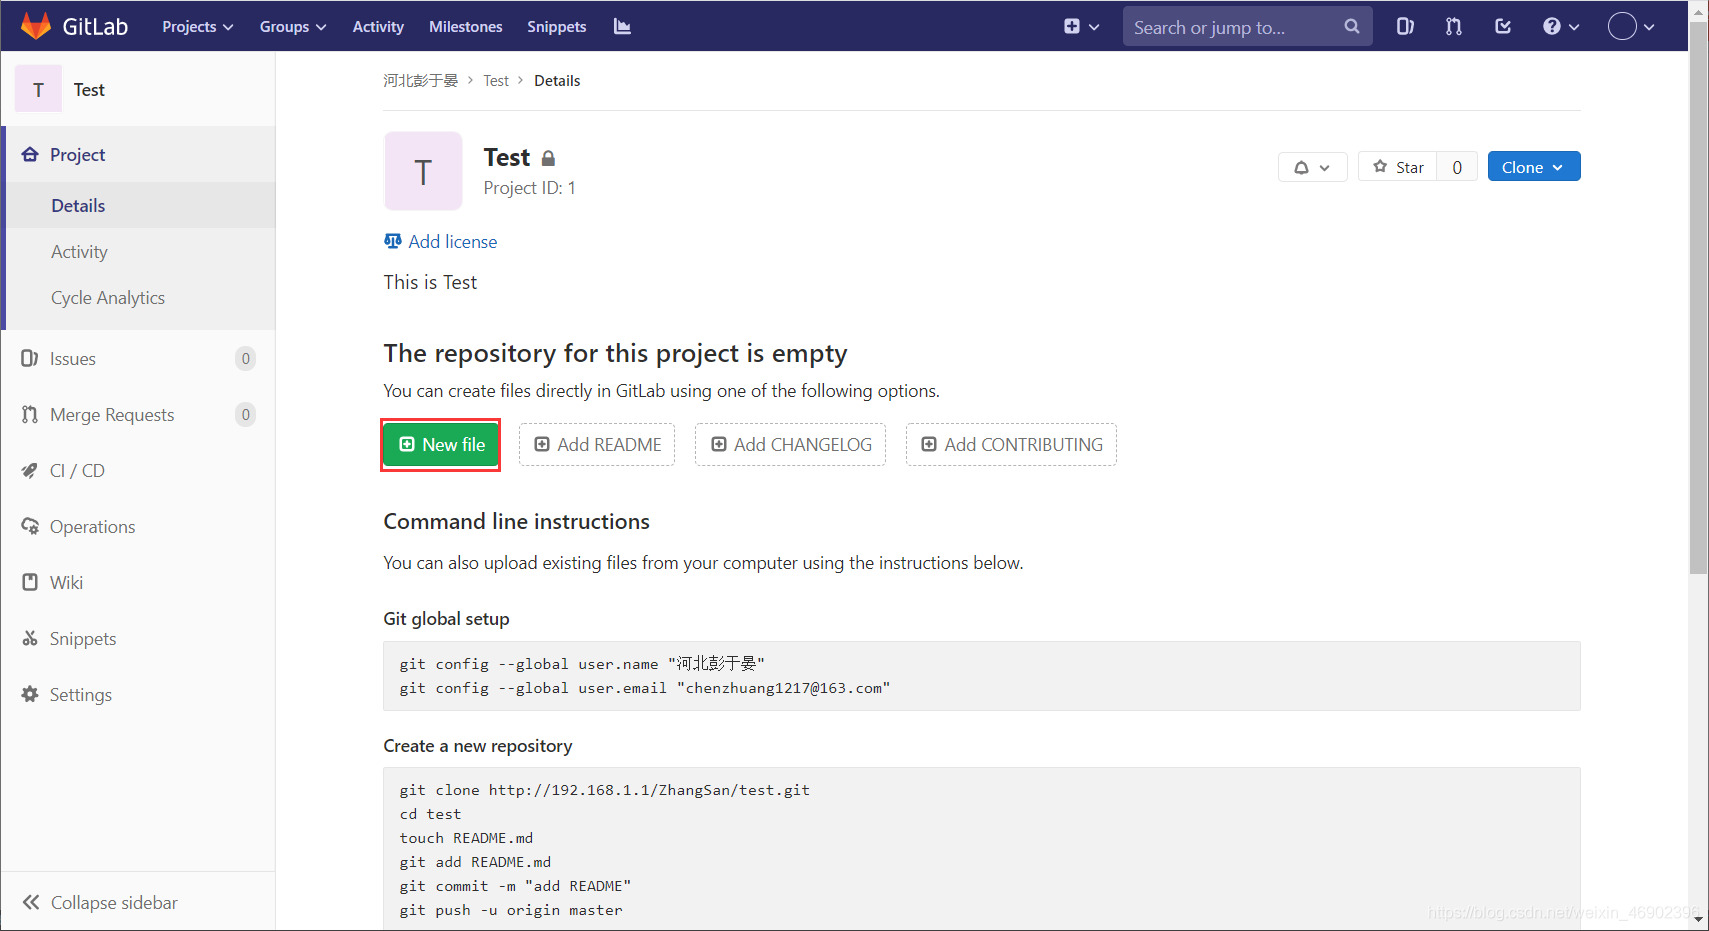 GitLab Projects Groups Activity Milestones Snippets Search or jump to...
T Test
Project
Details
Activity
Cycle Analytics
Issues 0
Merge Requests 0
CI / CD
Operations
Wiki
Snippets
Settings
Collapse sidebar
河北彭于晏 > Test > Details
T
Test
Project ID: 1
Star 0 Clone
Add license
This is Test
The repository for this project is empty
You can create files directly in GitLab using one of the following options.
New file Add README Add CHANGELOG Add CONTRIBUTING
Command line instructions
You can also upload existing files from your computer using the instructions below.
Git global setup
git config --global user.name "河北彭于晏"
git config --global user.email "chenzhuang1217@163.com"
Create a new repository
git clone http://192.168.1.1/ZhangSan/test.git
cd test
touch README.md
git add README.md
git commit -m "add README"
git push -u origin master
https://blog.csdn.net/weixin_46902396